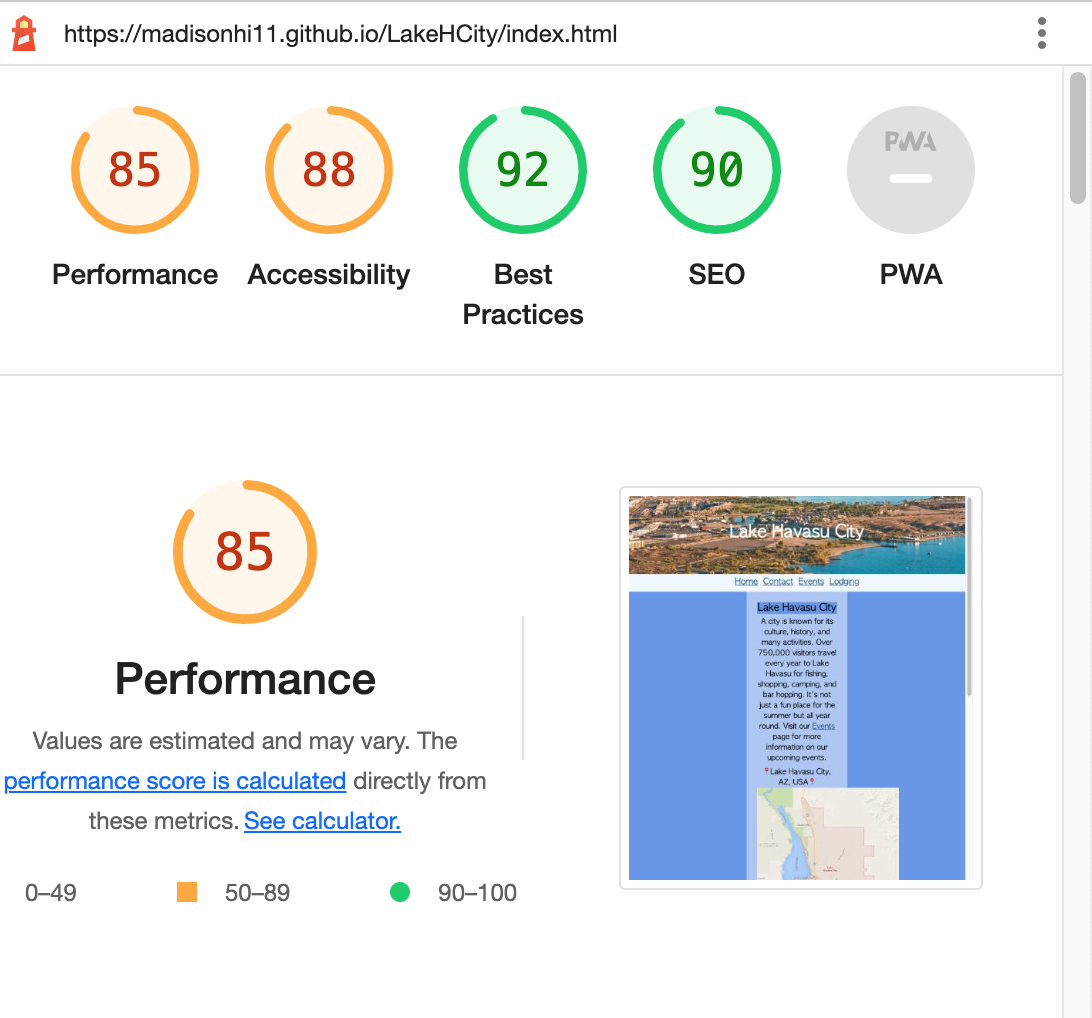 https://madisonhi11.github.io/LakeHCity/index.html
85
88
92
90
PWA
Performance
Accessibility
Best
Practices
SEO
PWA
85
Performance
Values are estimated and may vary. The
performance score is calculated directly from
these metrics. See calculator.
0–49
50–89
90–100
Lake Havasu City
Home Contact Events Lodging
Lake Havasu City
A city is known for its
culture, history, and
many activities. Over
750,000 visitors travel
every year to Lake
Havasu for fishing,
shopping, camping, and
bar hopping. It's not
just a fun place for the
summer but all year
round. Visit our Events
page for more
information on our
upcoming events.
📍Lake Havasu City,
AZ, USA📍